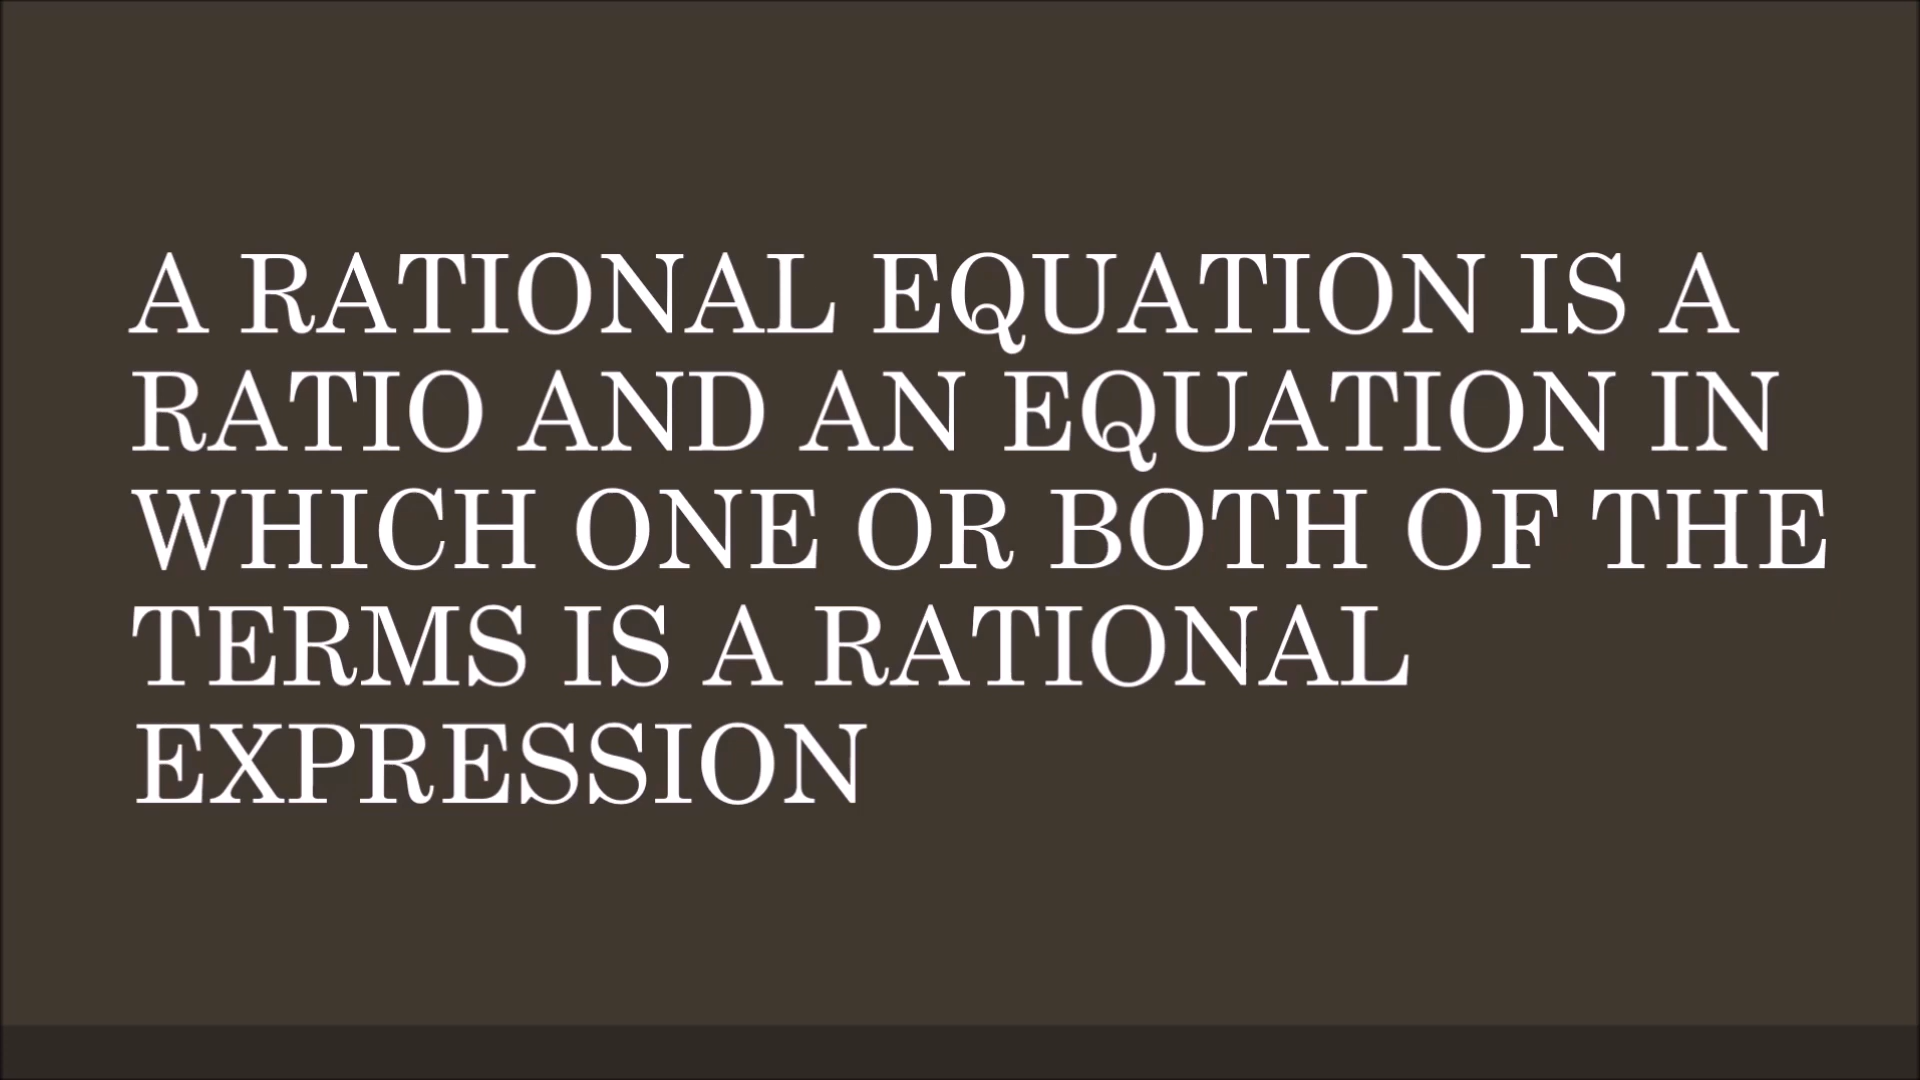 A RATIONAL EQUATION IS A
RATIO AND AN EQUATION IN
WHICH ONE OR BOTH OF THE
TERMS IS A RATIONAL
EXPRESSION